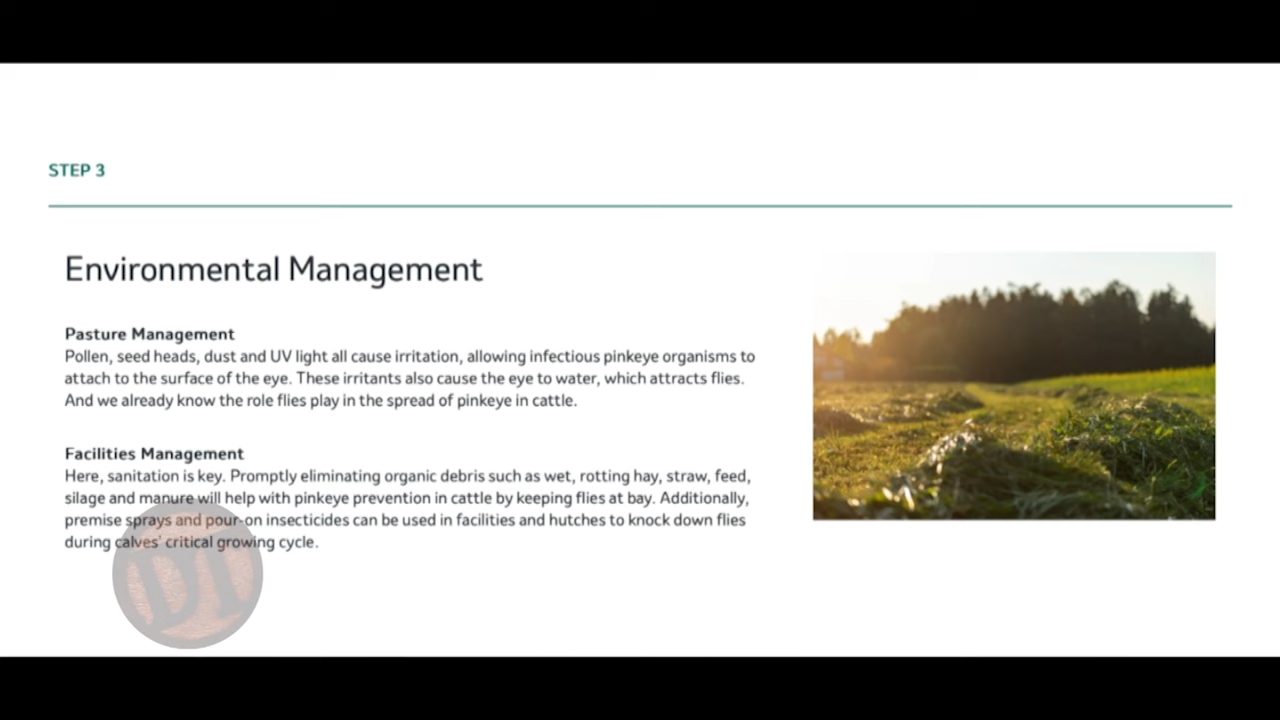 STEP 3
Environmental Management
Pasture Management
Pollen, seed heads, dust and UV light all cause irritation, allowing infectious pinkeye organisms to
attach to the surface of the eye. These irritants also cause the eye to water, which attracts flies.
And we already know the role flies play in the spread of pinkeye in cattle.
Facilities Management
Here, sanitation is key. Promptly eliminating organic debris such as wet, rotting hay, straw, feed,
silage and manure will help with pinkeye prevention in cattle by keeping flies at bay. Additionally,
premise sprays and pour-on insecticides can be used in facilities and hutches to knock down flies
during calves' critical growing cycle.
DI